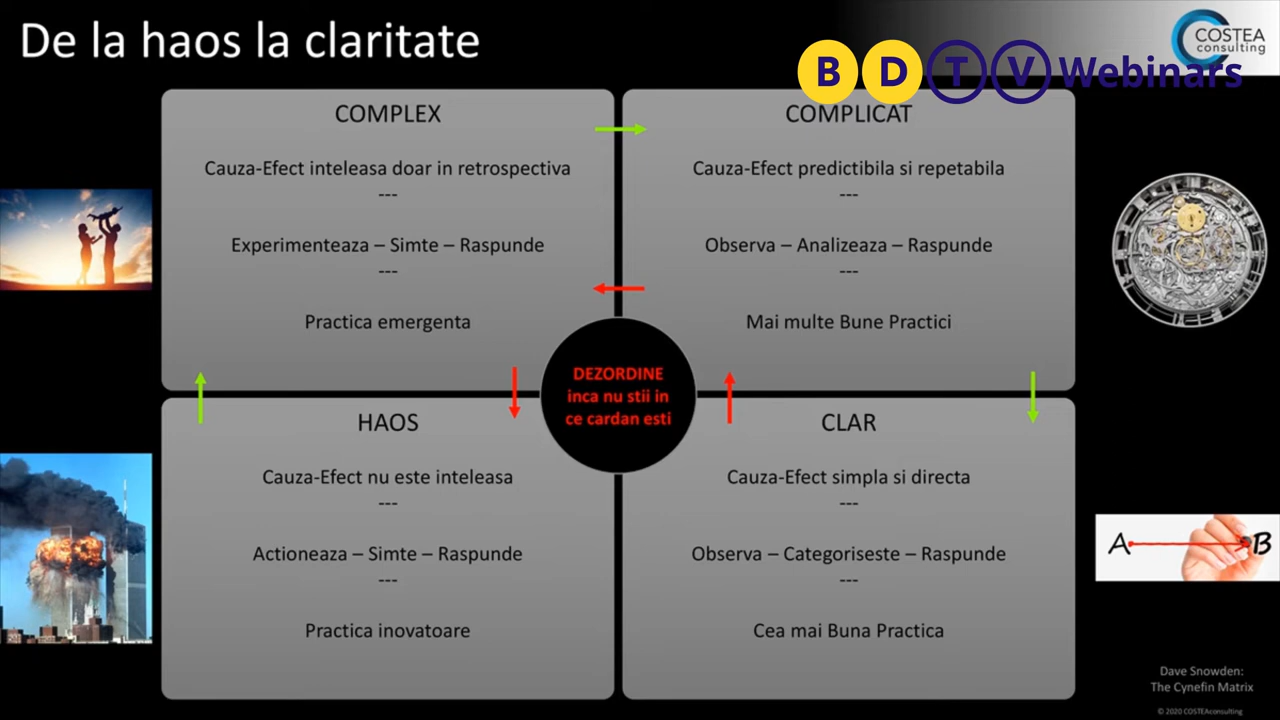 De la haos la claritate
COSTEA
consulting
B D T V Webinars
COMPLEX
Cauza-Efect inteleasa doar in retrospectiva
---
Experimenteaza – Simte – Raspunde
---
Practica emergenta
COMPLICAT
Cauza-Efect predictibila si repetabila
---
Observa – Analizeaza – Raspunde
---
Mai multe Bune Practici
DEZORDINE
inca nu stii in
ce cardan esti
HAOS
Cauza-Efect nu este inteleasa
---
Actioneaza – Simte – Raspunde
---
Practica inovatoare
CLAR
Cauza-Efect simpla si directa
---
Observa – Categoriseste – Raspunde
---
Cea mai Buna Practica
A B
Dave Snowden:
The Cynefin Matrix
© 2020 COSTEAconsulting